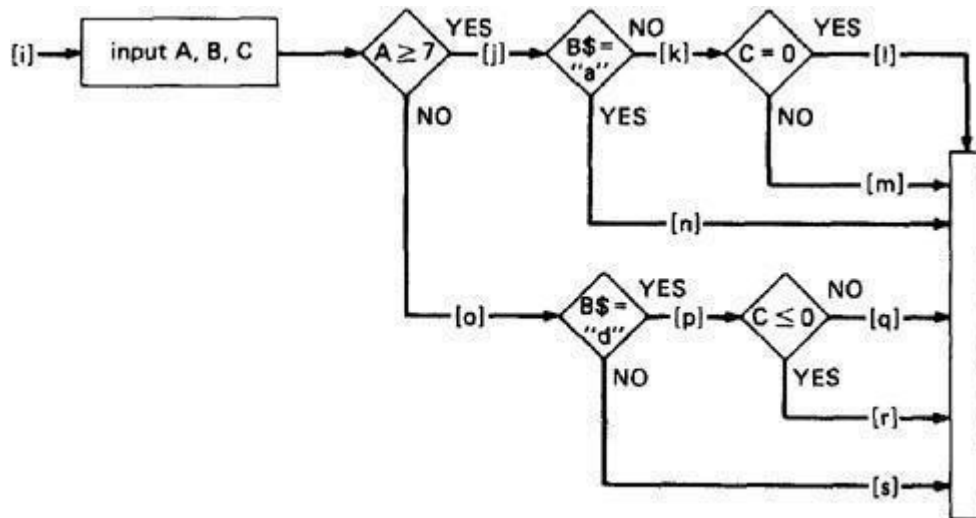 [i]
input A, B, C
A ≥ 7
YES
[j]
B$ =
"a"
NO
[k]
C = 0
YES
[l]
NO
YES
NO
[m]
[n]
[o]
B$ =
"d"
YES
[p]
C ≤ 0
NO
[q]
NO
YES
[r]
[s]